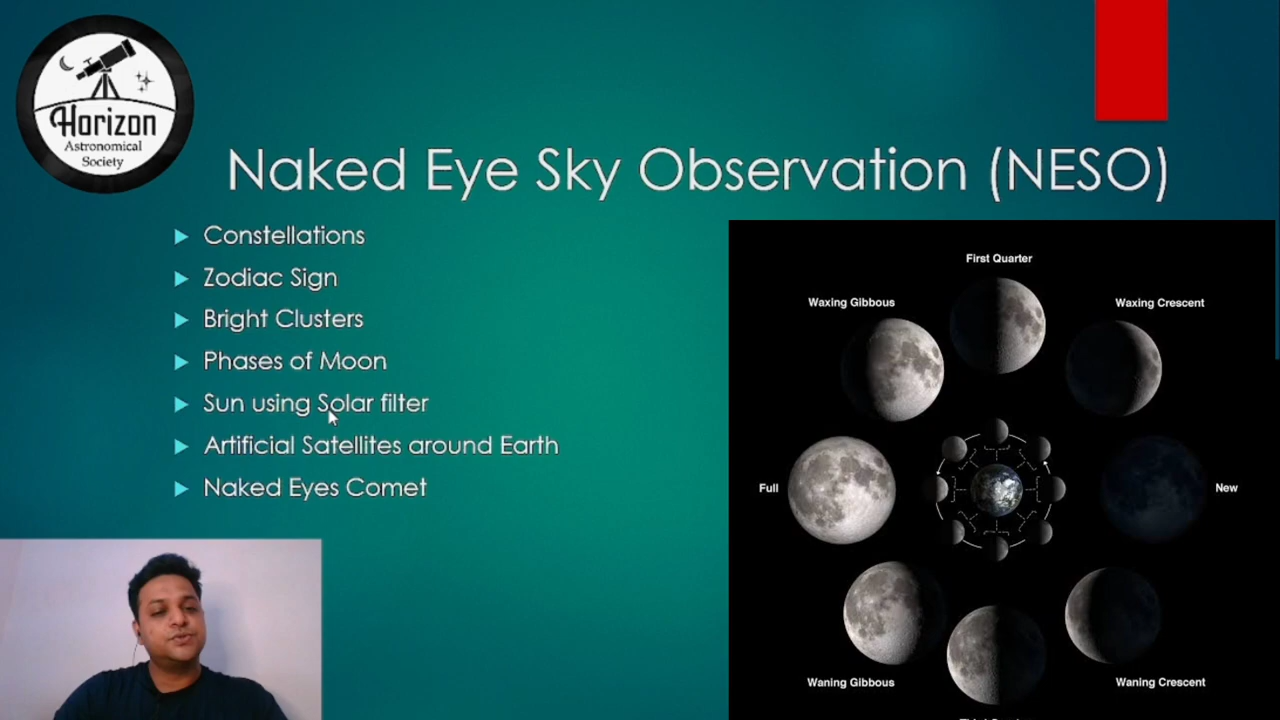 Horizon
Astronomical
Society
Naked Eye Sky Observation (NESO)
Constellations
Zodiac Sign
Bright Clusters
Phases of Moon
Sun using Solar filter
Artificial Satellites around Earth
Naked Eyes Comet
First Quarter
Waxing Gibbous
Waxing Crescent
Full
New
Waning Gibbous
Waning Crescent